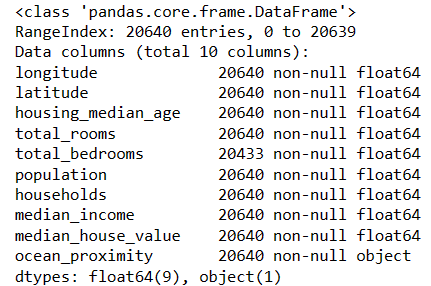 <class 'pandas.core.frame.DataFrame'>
RangeIndex: 20640 entries, 0 to 20639
Data columns (total 10 columns):
longitude             20640 non-null float64
latitude              20640 non-null float64
housing_median_age    20640 non-null float64
total_rooms           20640 non-null float64
total_bedrooms        20433 non-null float64
population            20640 non-null float64
households            20640 non-null float64
median_income         20640 non-null float64
median_house_value    20640 non-null float64
ocean_proximity       20640 non-null object
dtypes: float64(9), object(1)